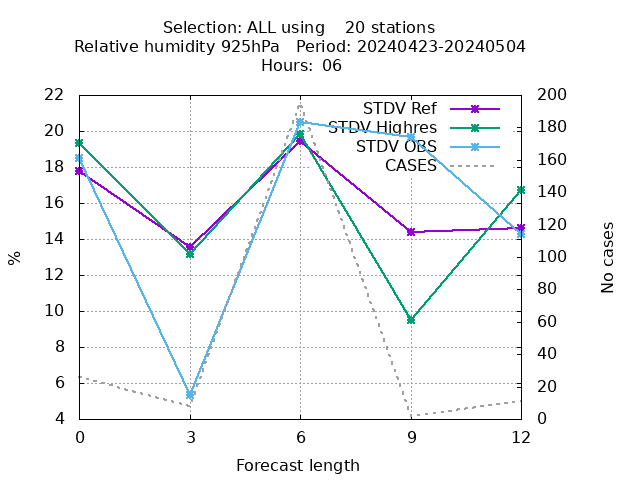 Selection: ALL using    20 stations
Relative humidity 925hPa   Period: 20240423-20240504
Hours: 06
22
20
18
16
14
12
10
8
6
4
%
200
180
160
140
120
100
80
60
40
20
0
No cases
STDV Ref
STDV Highres
STDV OBS
CASES
0 3 6 9 12
Forecast length